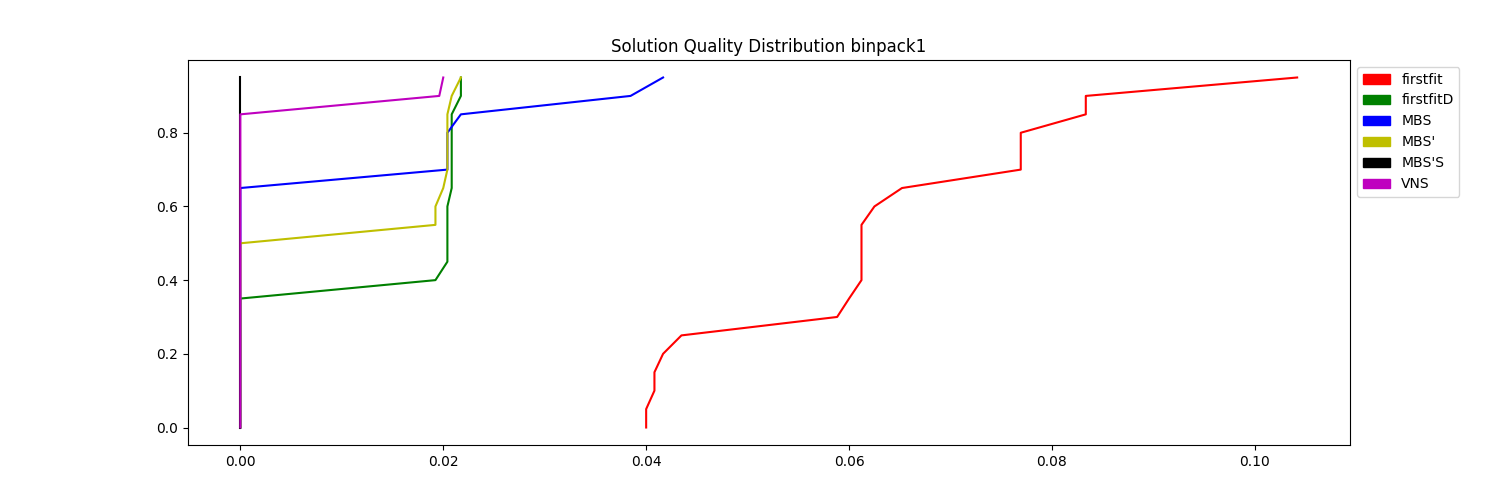 Solution Quality Distribution binpack1
firstfit
firstfitD
MBS
MBS'
MBS'S
VNS
0.8
0.6
0.4
0.2
0.0
0.00 0.02 0.04 0.06 0.08 0.10